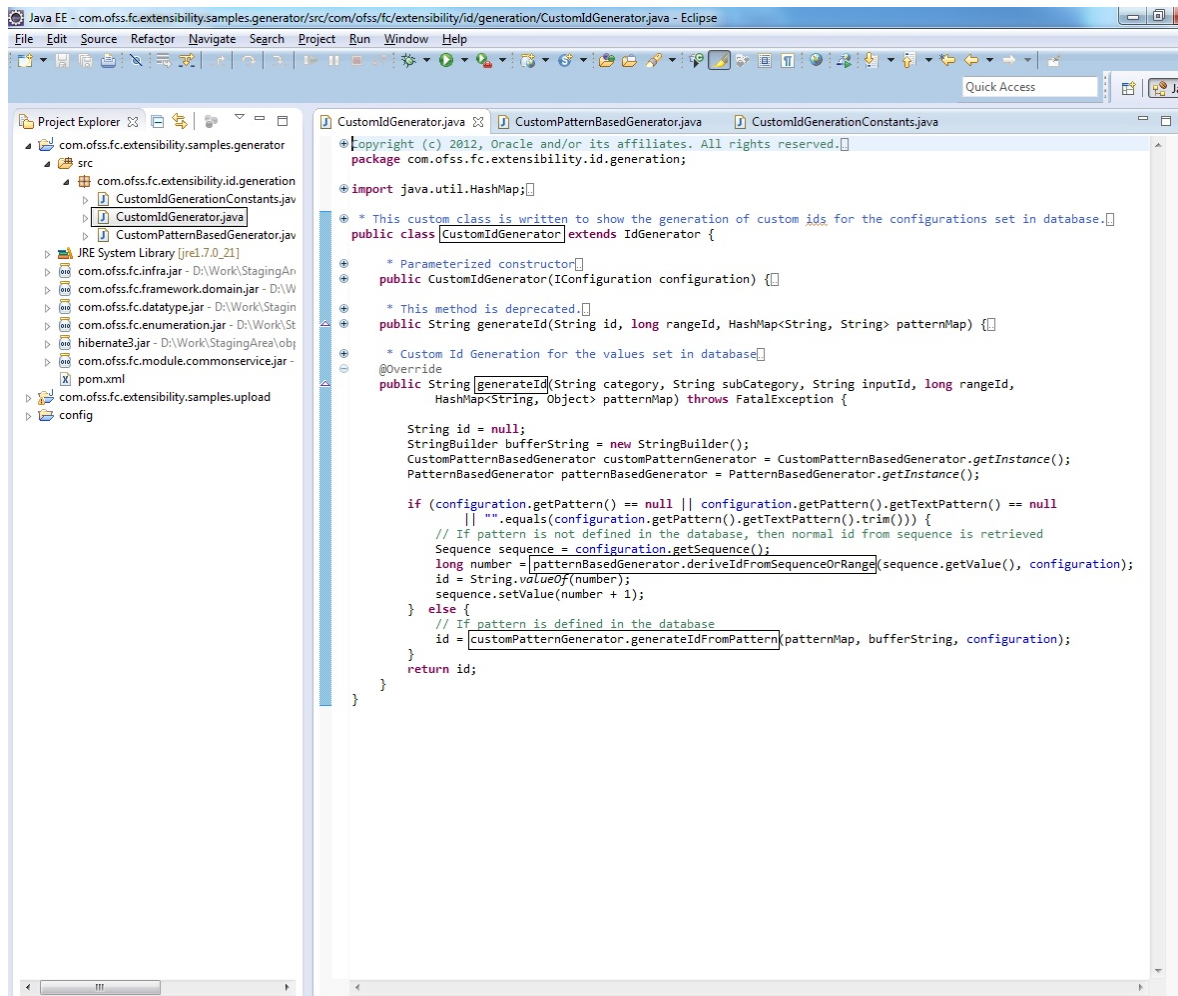 Java EE - com.ofss.fc.extensibility.samples.generator/src/com/ofss/fc/extensibility/id/generation/CustomIdGenerator.java - Eclipse
File Edit Source Refactor Navigate Search Project Run Window Help
Quick Access
Project Explorer
com.ofss.fc.extensibility.samples.generator
src
com.ofss.fc.extensibility.id.generation
CustomIdGenerationConstants.jav
CustomIdGenerator.java
CustomPatternBasedGenerator.jav
JRE System Library [jre1.7.0_21]
com.ofss.fc.infra.jar - D:\Work\StagingAre
com.ofss.fc.framework.domain.jar - D:\W
com.ofss.fc.datatype.jar - D:\Work\Stagin
com.ofss.fc.enumeration.jar - D:\Work\St
hibernate3.jar - D:\Work\StagingArea\obp
com.ofss.fc.module.commonservice.jar -
pom.xml
com.ofss.fc.extensibility.samples.upload
config
CustomIdGenerator.java CustomPatternBasedGenerator.java CustomIdGenerationConstants.java
Copyright (c) 2012, Oracle and/or its affiliates. All rights reserved.
package com.ofss.fc.extensibility.id.generation;
import java.util.HashMap;
* This custom class is written to show the generation of custom ids for the configurations set in database.
public class CustomIdGenerator extends IdGenerator {
* Parameterized constructor
public CustomIdGenerator(IConfiguration configuration) {
* This method is deprecated.
public String generateId(String id, long rangeId, HashMap<String, String> patternMap) {
* Custom Id Generation for the values set in database
@Override
public String generateId(String category, String subCategory, String inputId, long rangeId,
HashMap<String, Object> patternMap) throws FatalException {
String id = null;
StringBuilder bufferString = new StringBuilder();
CustomPatternBasedGenerator customPatternGenerator = CustomPatternBasedGenerator.getInstance();
PatternBasedGenerator patternBasedGenerator = PatternBasedGenerator.getInstance();
if (configuration.getPattern() == null || configuration.getPattern().getTextPattern() == null
|| "".equals(configuration.getPattern().getTextPattern().trim())) {
// If pattern is not defined in the database, then normal id from sequence is retrieved
Sequence sequence = configuration.getSequence();
long number = patternBasedGenerator.deriveIdFromSequenceOrRange(sequence.getValue(), configuration);
id = String.valueOf(number);
sequence.setValue(number + 1);
} else {
// If pattern is defined in the database
id = customPatternGenerator.generateIdFromPattern(patternMap, bufferString, configuration);
}
return id;
}
}